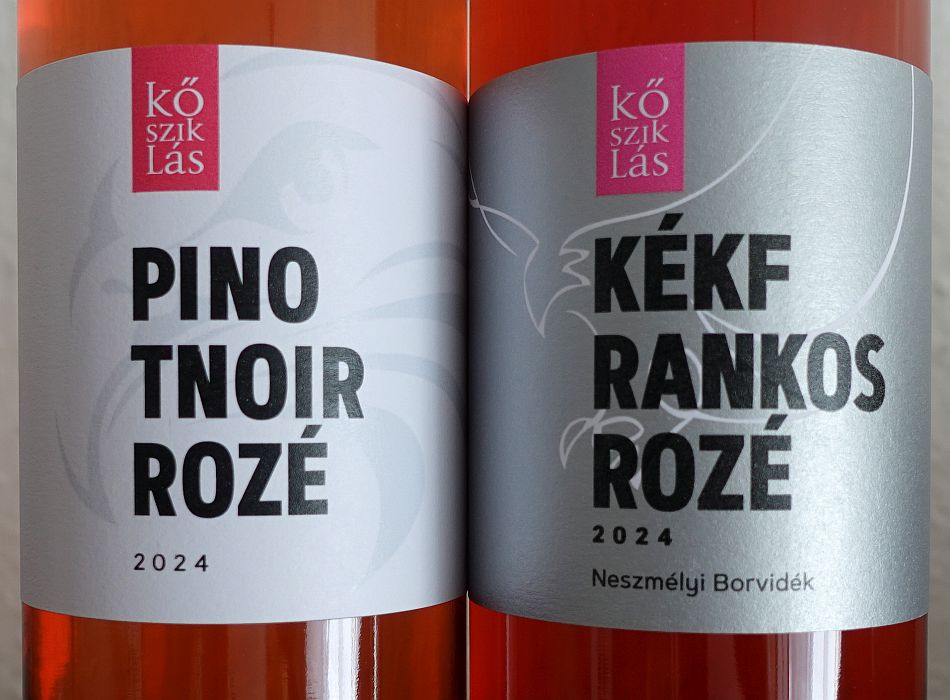 kő
szik
Lás
PINO
TNOIR
ROZÉ
2024
kő
szik
Lás
KÉKF
RANKOS
ROZÉ
2024
Neszmélyi Borvidék